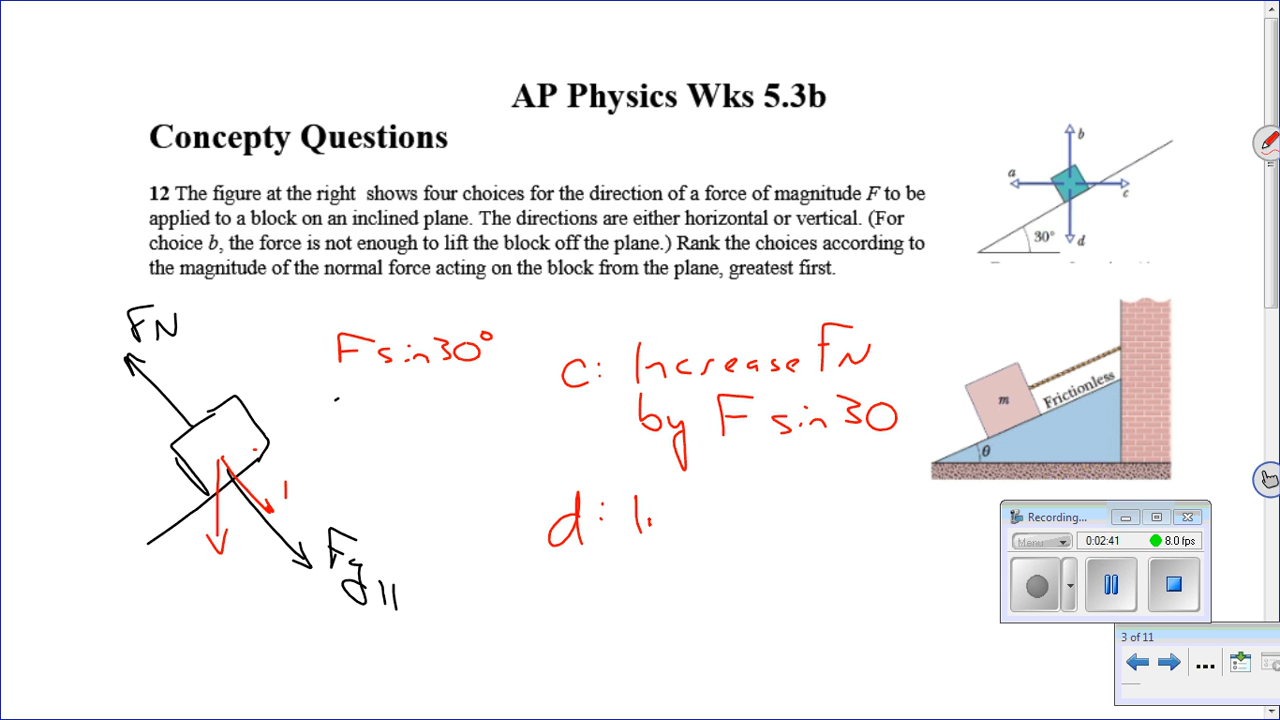 AP Physics Wks 5.3b
Concepty Questions
12 The figure at the right shows four choices for the direction of a force of magnitude F to be
applied to a block on an inclined plane. The directions are either horizontal or vertical. (For
choice b, the force is not enough to lift the block off the plane.) Rank the choices according to
the magnitude of the normal force acting on the block from the plane, greatest first.
b
a
c
30°
d
FN
F sin30°
c: Increase FN
by F sin 30
d: I
Fg||
m
Frictionless
θ
Recording...
Menu
0:02:41
8.0 fps
3 of 11